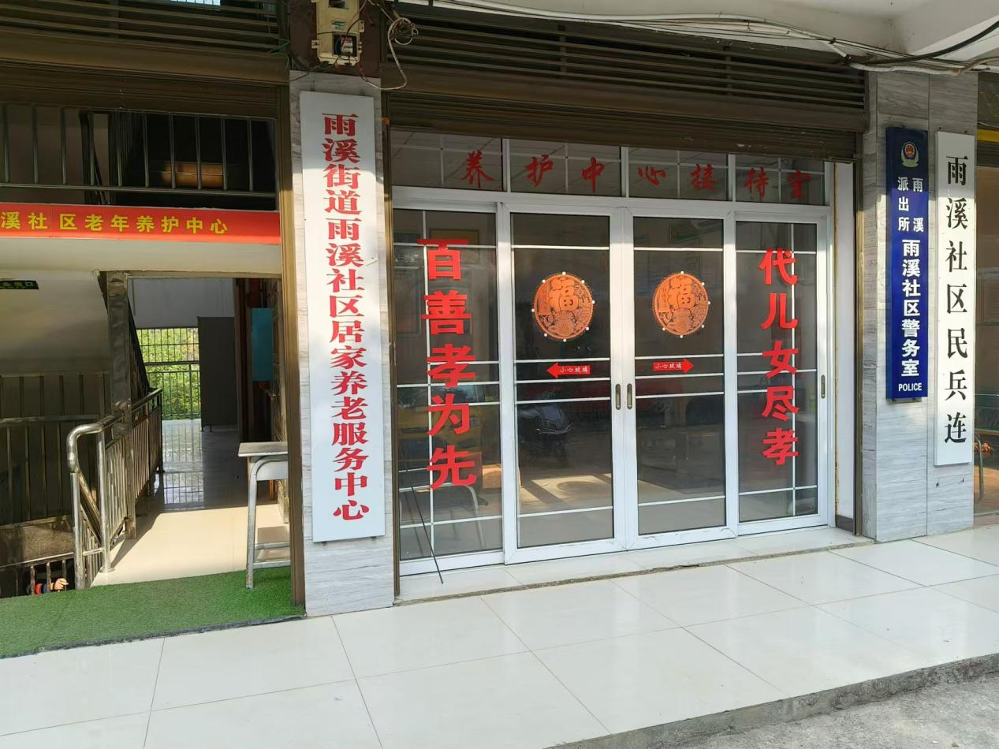 溪社区老年养护中心
雨溪街道雨溪社区居家养老服务中心
养护中心接待室
百善孝为先
福
福
代儿女尽孝
小心玻璃
小心玻璃
雨溪
派出所
雨溪社区警务室
POLICE
雨溪社区民兵连